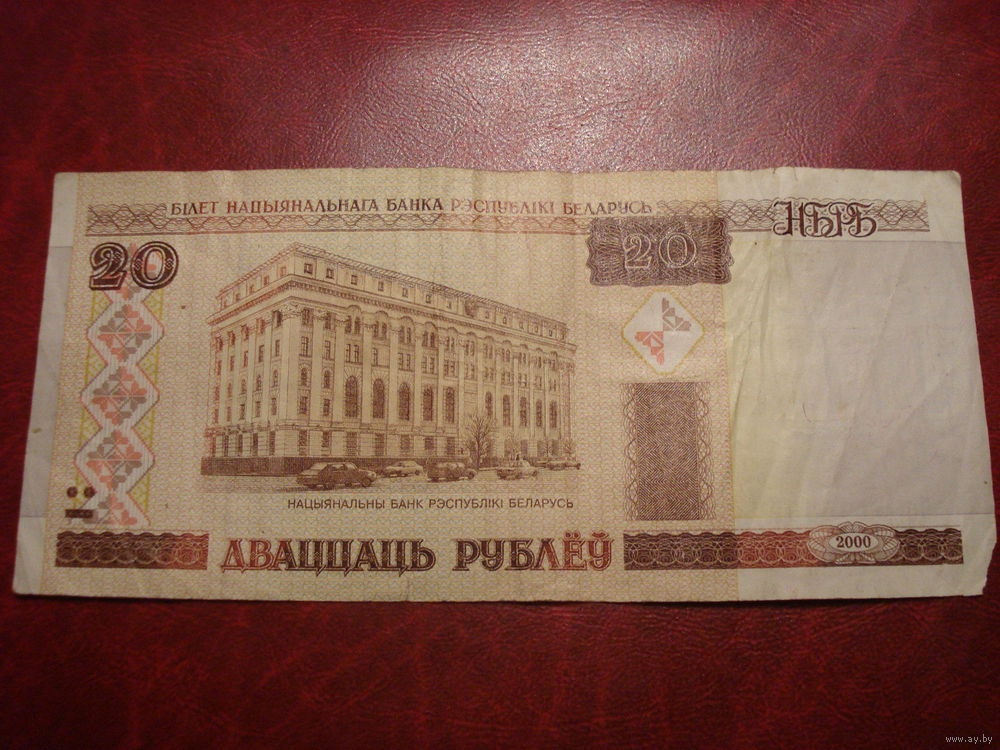 БІЛЕТ НАЦЫЯНАЛЬНАГА БАНКА РЭСПУБЛІКІ БЕЛАРУСЬ
НБРБ
20
20
НАЦЫЯНАЛЬНЫ БАНК РЭСПУБЛІКІ БЕЛАРУСЬ
ДВАЦЦАЦЬ РУБЛЁЎ
2000
www.ay.by